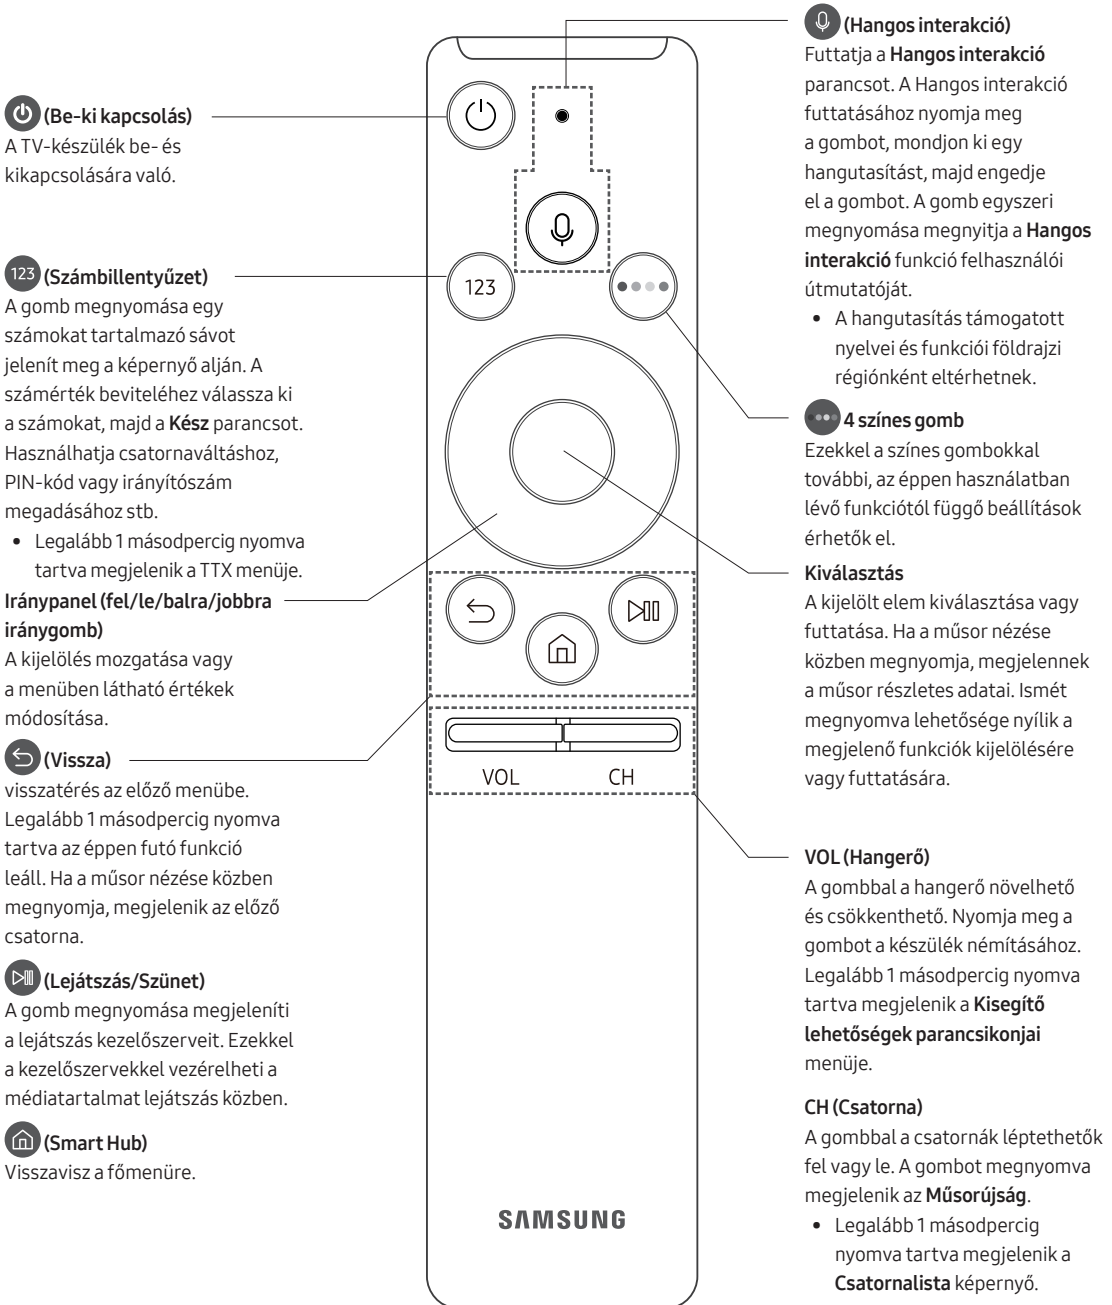 (Be-ki kapcsolás)
A TV-készülék be- és
kikapcsolására való.
123 (Számbillentyűzet)
A gomb megnyomása egy
számokat tartalmazó sávot
jelenít meg a képernyő alján. A
számérték beviteléhez válassza ki
a számokat, majd a Kész parancsot.
Használhatja csatornaváltáshoz,
PIN-kód vagy irányítószám
megadásához stb.
• Legalább 1 másodpercig nyomva
tartva megjelenik a TTX menüje.
Iránypanel (fel/le/balra/jobbra
iránygomb)
A kijelölés mozgatása vagy
a menüben látható értékek
módosítása.
(Vissza)
visszatérés az előző menübe.
Legalább 1 másodpercig nyomva
tartva az éppen futó funkció
leáll. Ha a műsor nézése közben
megnyomja, megjelenik az előző
csatorna.
(Lejátszás/Szünet)
A gomb megnyomása megjeleníti
a lejátszás kezelőszerveit. Ezekkel
a kezelőszervekkel vezérelheti a
médiatartalmat lejátszás közben.
(Smart Hub)
Visszavisz a főmenüre.
123
VOL
CH
SAMSUNG
(Hangos interakció)
Futtatja a Hangos interakció
parancsot. A Hangos interakció
futtatásához nyomja meg
a gombot, mondjon ki egy
hangutasítást, majd engedje
el a gombot. A gomb egyszeri
megnyomása megnyitja a Hangos
interakció funkció felhasználói
útmutatóját.
• A hangutasítás támogatott
nyelvei és funkciói földrajzi
régiónként eltérhetnek.
4 színes gomb
Ezekkel a színes gombokkal
további, az éppen használatban
lévő funkciótól függő beállítások
érhetők el.
Kiválasztás
A kijelölt elem kiválasztása vagy
futtatása. Ha a műsor nézése
közben megnyomja, megjelennek
a műsor részletes adatai. Ismét
megnyomva lehetősége nyílik a
megjelenő funkciók kijelölésére
vagy futtatására.
VOL (Hangerő)
A gombbal a hangerő növelhető
és csökkenthető. Nyomja meg a
gombot a készülék némításához.
Legalább 1 másodpercig nyomva
tartva megjelenik a Kisegítő
lehetőségek parancsikonjai
menüje.
CH (Csatorna)
A gombbal a csatornák léptethetők
fel vagy le. A gombot megnyomva
megjelenik az Műsorújság.
• Legalább 1 másodpercig
nyomva tartva megjelenik a
Csatornalista képernyő.